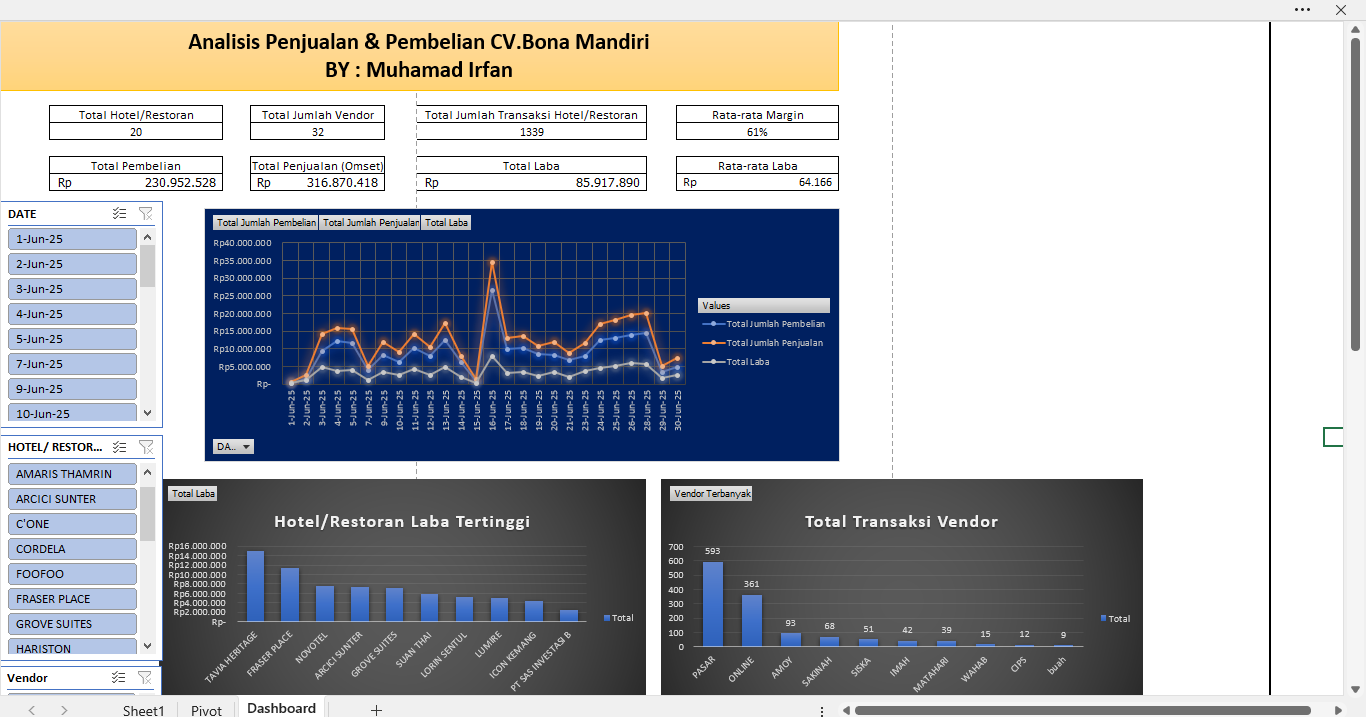 Analisis Penjualan & Pembelian CV.Bona Mandiri
BY : Muhamad Irfan
Total Hotel/Restoran
20
Total Jumlah Vendor
32
Total Jumlah Transaksi Hotel/Restoran
1339
Rata-rata Margin
61%
Total Pembelian
Rp 230.952.528
Total Penjualan (Omset)
Rp 316.870.418
Total Laba
Rp 85.917.890
Rata-rata Laba
Rp 64.166
DATE
1-Jun-25
2-Jun-25
3-Jun-25
4-Jun-25
5-Jun-25
7-Jun-25
9-Jun-25
10-Jun-25
Total Jumlah Pembelian
Total Jumlah Penjualan
Total Laba
Rp40.000.000
Rp35.000.000
Rp30.000.000
Rp25.000.000
Rp20.000.000
Rp15.000.000
Rp10.000.000
Rp5.000.000
Rp-
1-Jun-25
2-Jun-25
3-Jun-25
4-Jun-25
5-Jun-25
7-Jun-25
9-Jun-25
10-Jun-25
11-Jun-25
12-Jun-25
13-Jun-25
14-Jun-25
15-Jun-25
16-Jun-25
17-Jun-25
18-Jun-25
19-Jun-25
20-Jun-25
21-Jun-25
23-Jun-25
24-Jun-25
25-Jun-25
26-Jun-25
28-Jun-25
29-Jun-25
30-Jun-25
Values
Total Jumlah Pembelian
Total Jumlah Penjualan
Total Laba
DA...
HOTEL/ RESTOR...
AMARIS THAMRIN
ARCICI SUNTER
C'ONE
CORDELA
FOOFOO
FRASER PLACE
GROVE SUITES
HARISTON
Total Laba
Hotel/Restoran Laba Tertinggi
Rp16.000.000
Rp14.000.000
Rp12.000.000
Rp10.000.000
Rp8.000.000
Rp6.000.000
Rp4.000.000
Rp2.000.000
Rp-
TAVIA HERITAGE
FRASER PLACE
NOVOTEL
ARCICI SUNTER
GROVE SUITES
SUAN THAI
LORIN SENTUL
LUMIRE
ICON KEMANG
PT SAS INVESTASI B
Total
Vendor Terbanyak
Total Transaksi Vendor
700
600
500
400
300
200
100
0
593
361
93
68
51
42
39
15
12
9
PASAR
ONLINE
AMOY
SAKINAH
SISKA
IMAH
MATAHARI
WAHAB
CIPS
buah
Total
Vendor
Sheet1
Pivot
Dashboard